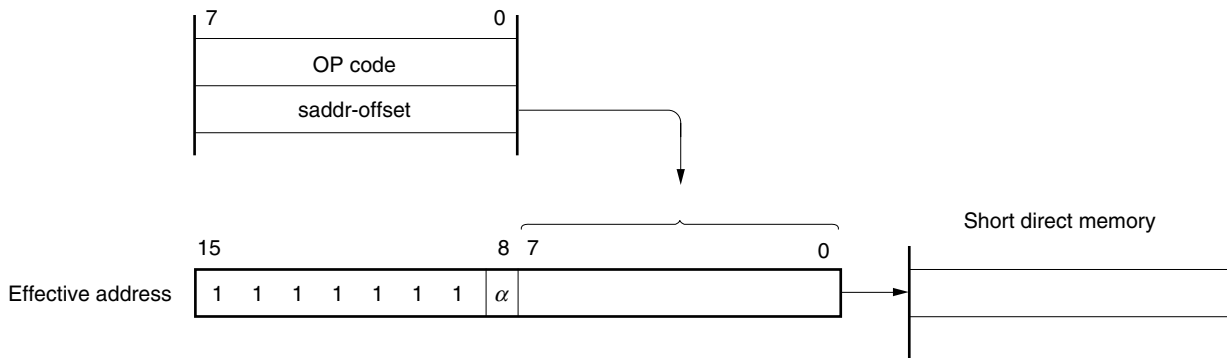 7 0
OP code
saddr-offset
Short direct memory
15 8 7 0
Effective address 1 1 1 1 1 1 1 α